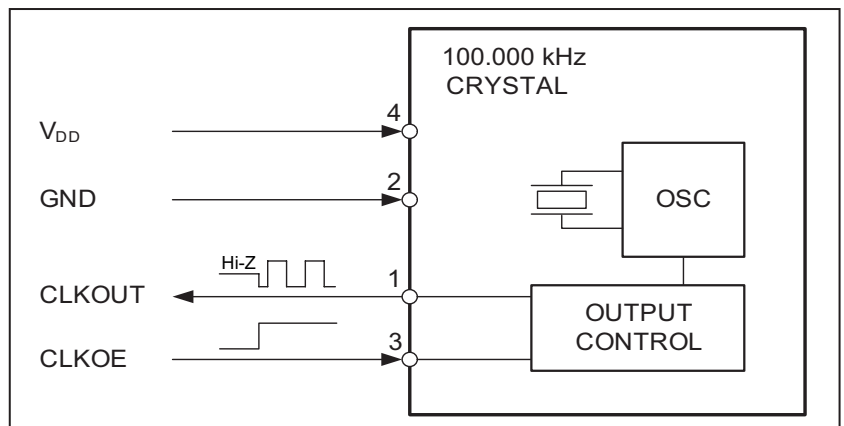 100.000 kHz
CRYSTAL
4
VDD
2
GND
OSC
Hi-Z
1
CLKOUT
OUTPUT
CONTROL
3
CLKOE